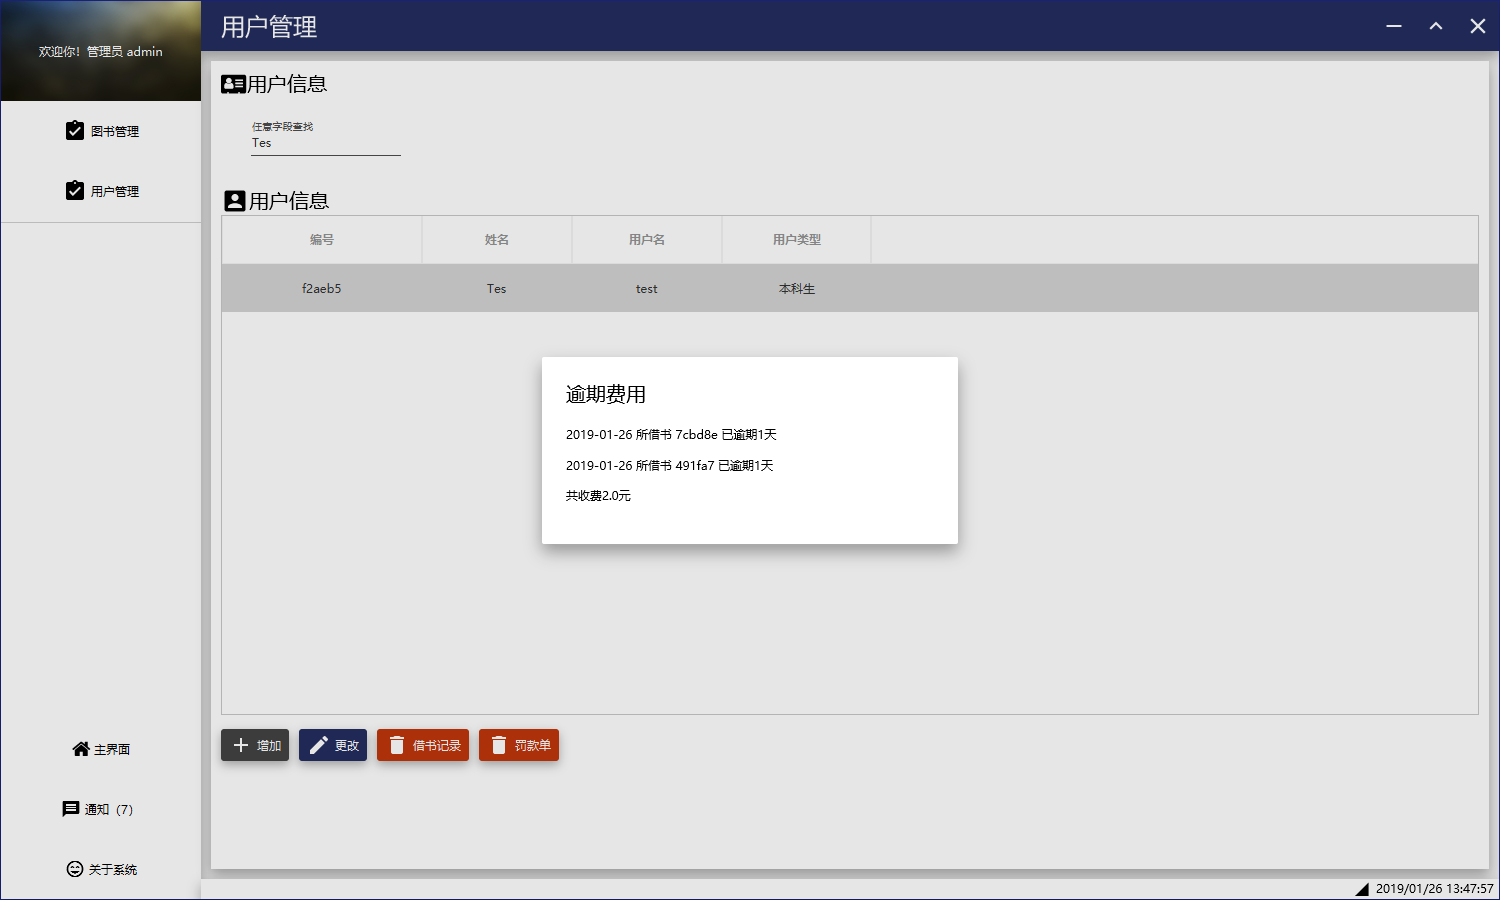 欢迎你！管理员 admin
用户管理
图书管理
用户管理
主界面
通知（7）
关于系统
用户信息
任意字段查找
Tes
用户信息
编号 姓名 用户名 用户类型
f2aeb5 Tes test 本科生
逾期费用
2019-01-26 所借书 7cbd8e 已逾期1天
2019-01-26 所借书 491fa7 已逾期1天
共收费2.0元
增加 更改 借书记录 罚款单
2019/01/26 13:47:57